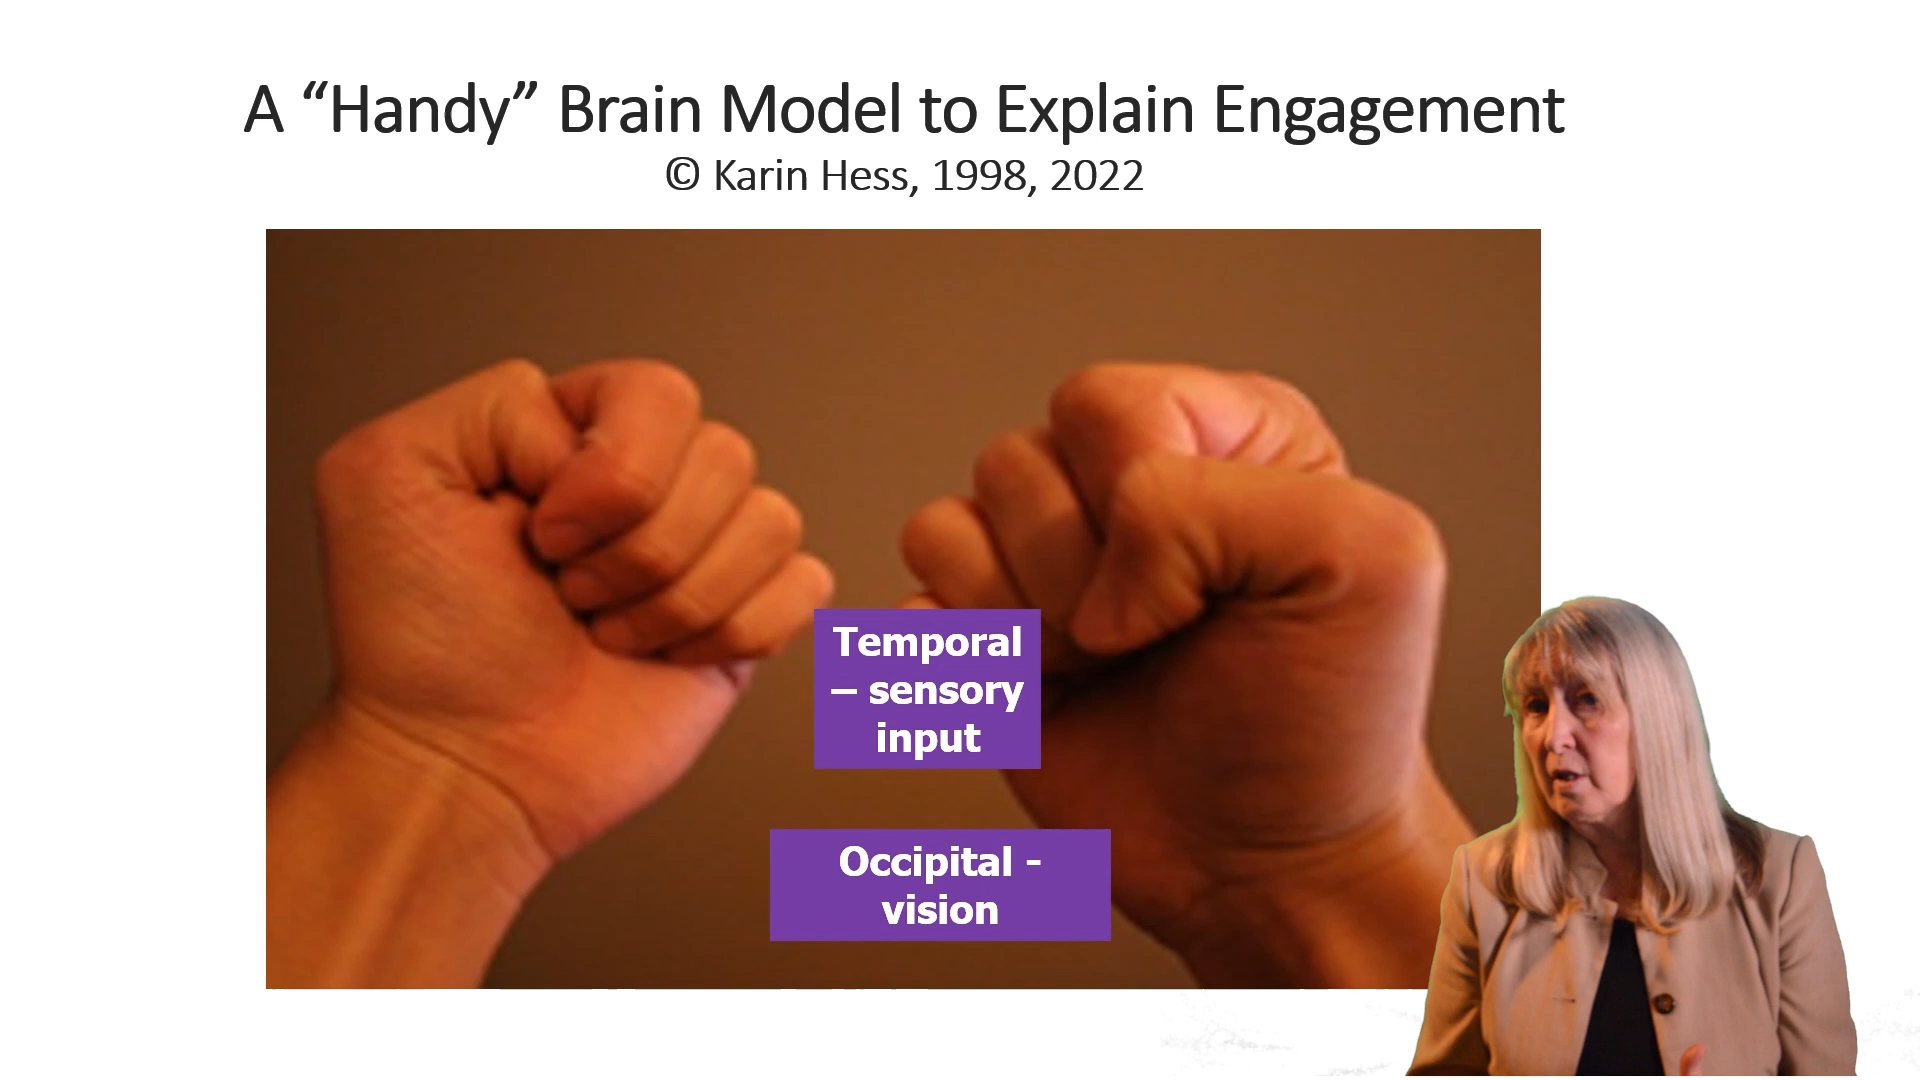 A “Handy” Brain Model to Explain Engagement
© Karin Hess, 1998, 2022
Temporal
– sensory
input
Occipital -
vision